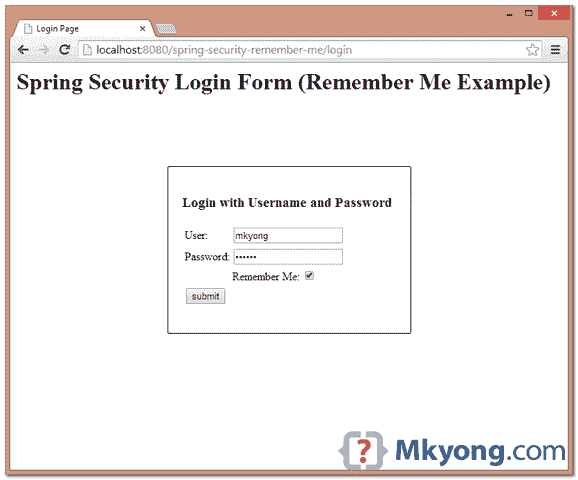 Login Page
localhost:8080/spring-security-remember-me/login
Spring Security Login Form (Remember Me Example)
Login with Username and Password
User: mkyong
Password: ••••••
Remember Me:
submit
{?} Mkyong.com